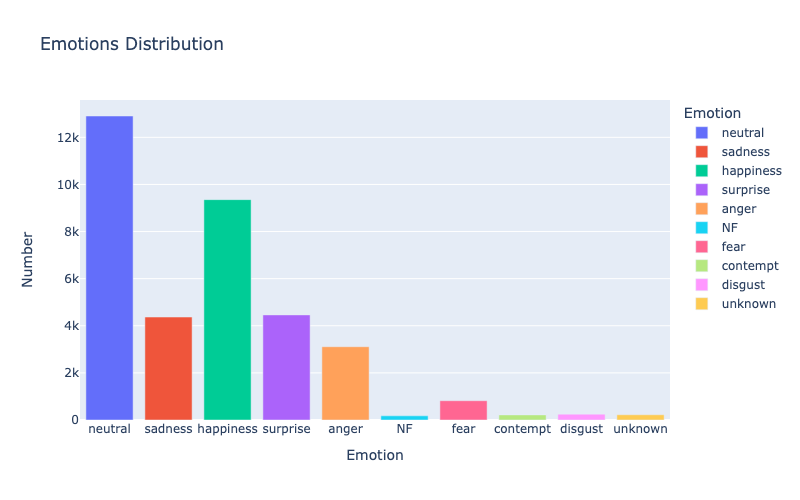 Emotions Distribution
Number
12k
10k
8k
6k
4k
2k
0
neutral sadness happiness surprise anger NF fear contempt disgust unknown
Emotion
Emotion
neutral
sadness
happiness
surprise
anger
NF
fear
contempt
disgust
unknown